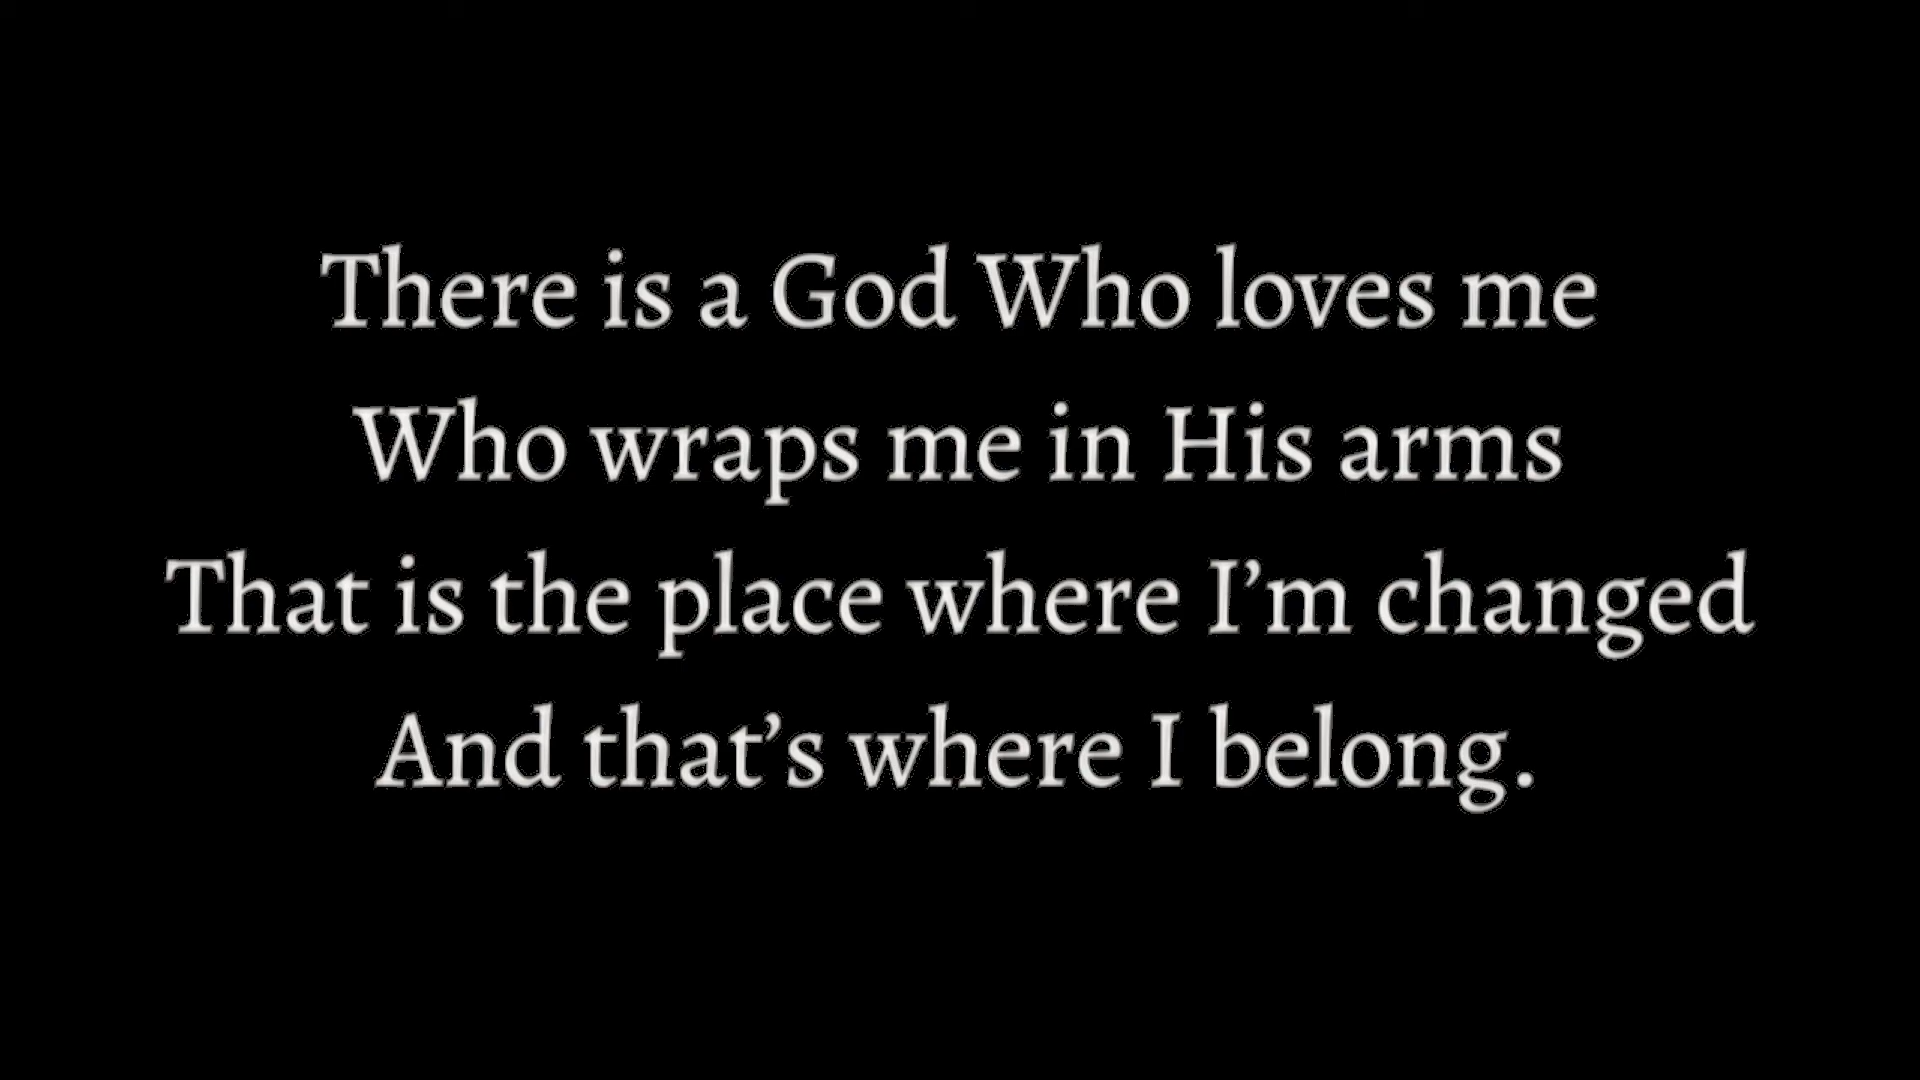 There is a God Who loves me
Who wraps me in His arms
That is the place where I’m changed
And that’s where I belong.